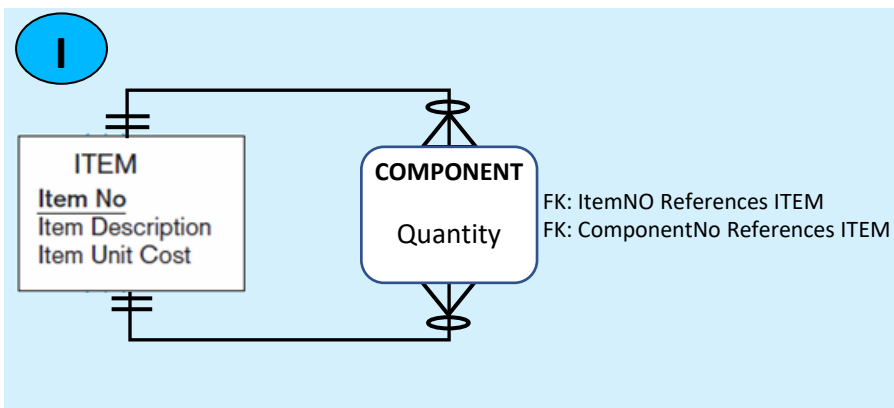 I
ITEM
Item No
Item Description
Item Unit Cost
COMPONENT
Quantity
FK: ItemNO References ITEM
FK: ComponentNo References ITEM